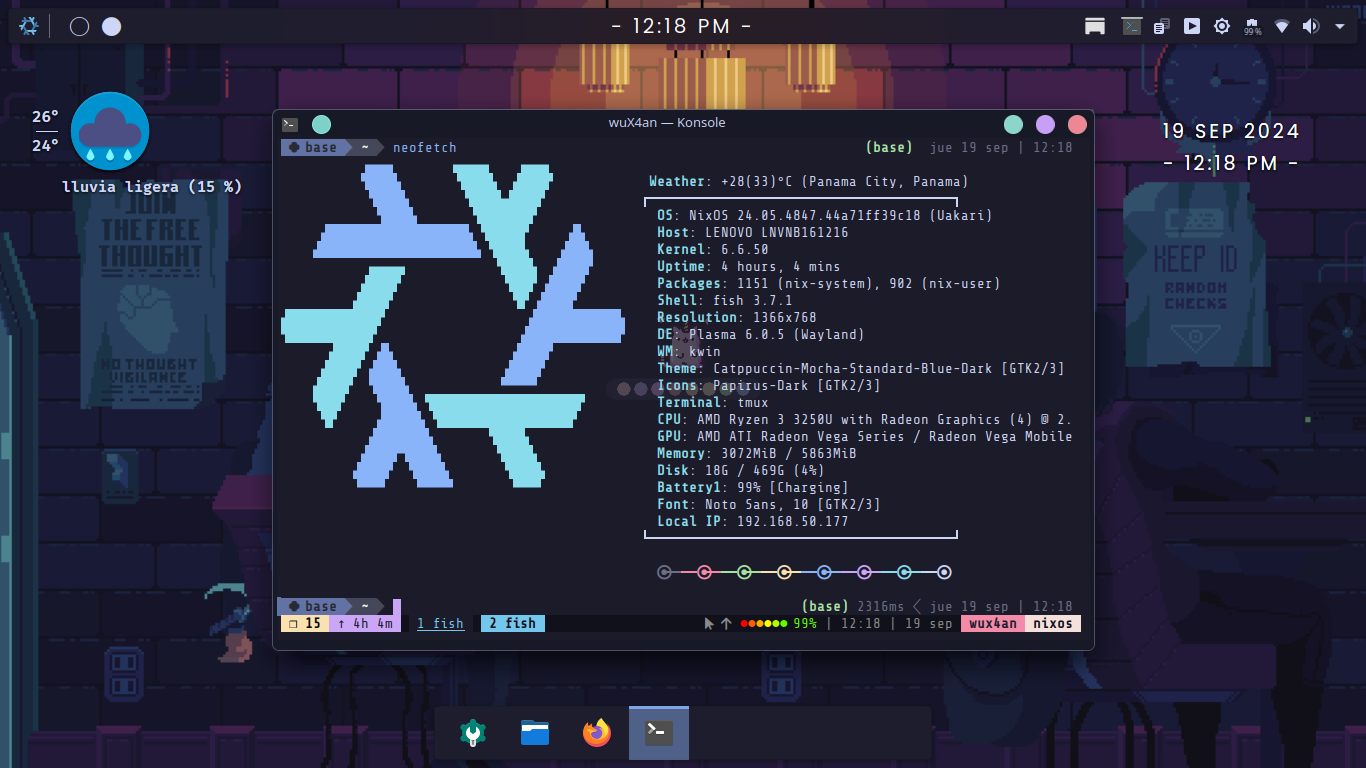 - 12:18 PM -
99%
26°
24°
lluvia ligera (15 %)
19 SEP 2024
- 12:18 PM -
JOIN
THE FREE
THOUGHT
NO THOUGHT
VIGILANCE
KEEP ID
RANDOM
CHECKS
wuX4an — Konsole
base ~ neofetch (base) jue 19 sep | 12:18
Weather: +28(33)°C (Panama City, Panama)
OS: NixOS 24.05.4847.44a71ff39c18 (Uakari)
Host: LENOVO LNVNB161216
Kernel: 6.6.50
Uptime: 4 hours, 4 mins
Packages: 1151 (nix-system), 902 (nix-user)
Shell: fish 3.7.1
Resolution: 1366x768
DE: Plasma 6.0.5 (Wayland)
WM: kwin
Theme: Catppuccin-Mocha-Standard-Blue-Dark [GTK2/3]
Icons: Papirus-Dark [GTK2/3]
Terminal: tmux
CPU: AMD Ryzen 3 3250U with Radeon Graphics (4) @ 2.
GPU: AMD ATI Radeon Vega Series / Radeon Vega Mobile
Memory: 3072MiB / 5863MiB
Disk: 18G / 469G (4%)
Battery1: 99% [Charging]
Font: Noto Sans, 10 [GTK2/3]
Local IP: 192.168.50.177
base ~ (base) 2316ms < jue 19 sep | 12:18
❐ 15 ↑ 4h 4m 1 fish 2 fish ↑ 99% | 12:18 | 19 sep wux4an nixos